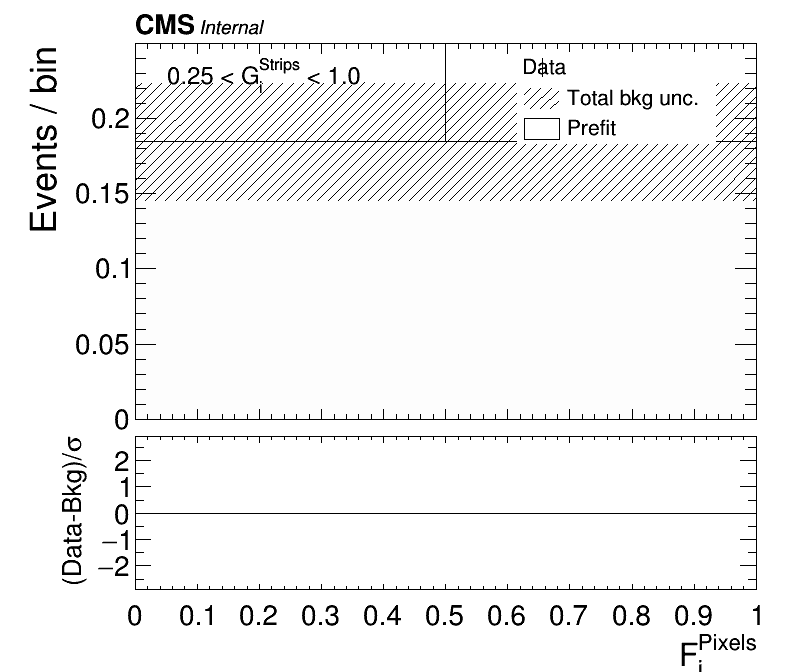 CMS Internal
Events / bin
0.25 < G_i^Strips < 1.0
Data
Total bkg unc.
Prefit
0.2
0.15
0.1
0.05
0
(Data-Bkg)/σ
2
1
0
−1
−2
0 0.1 0.2 0.3 0.4 0.5 0.6 0.7 0.8 0.9 1
F_i^Pixels